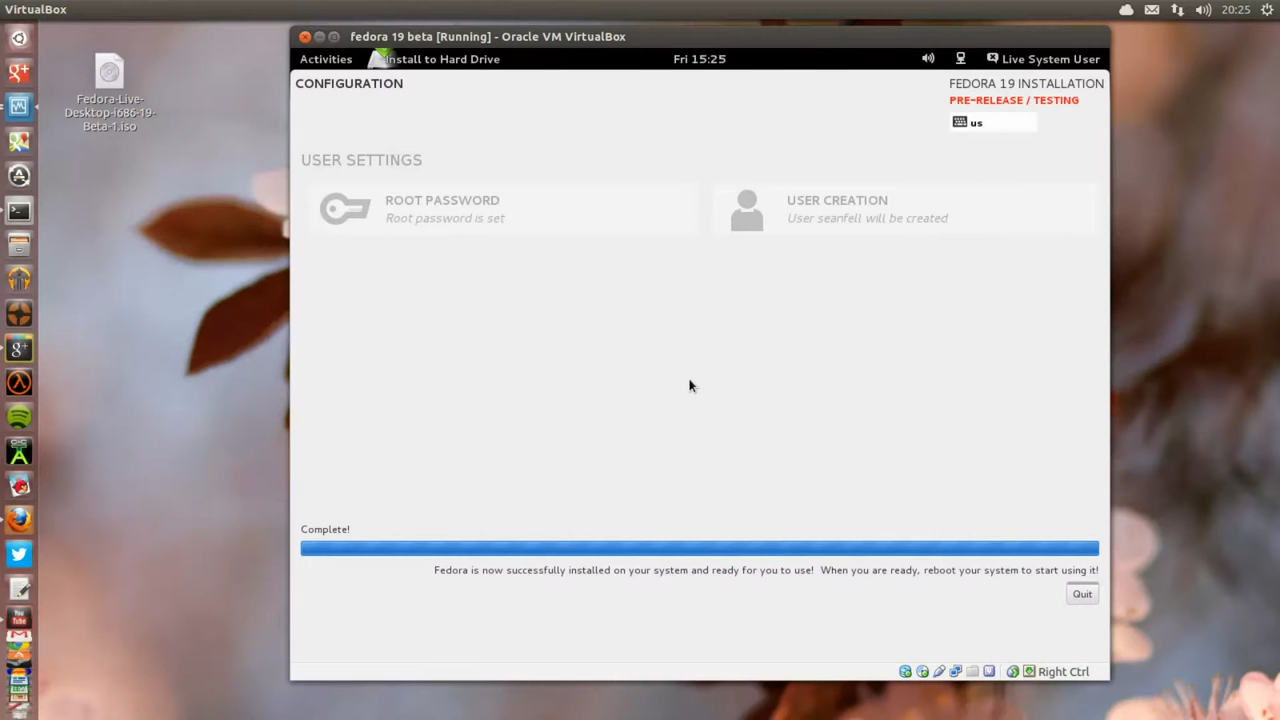 VirtualBox
20:25
Fedora-Live-
Desktop-i686-19-
Beta-1.iso
fedora 19 beta [Running] - Oracle VM VirtualBox
Activities
Install to Hard Drive
Fri 15:25
Live System User
CONFIGURATION
FEDORA 19 INSTALLATION
PRE-RELEASE / TESTING
us
USER SETTINGS
ROOT PASSWORD
Root password is set
USER CREATION
User seanfell will be created
Complete!
Fedora is now successfully installed on your system and ready for you to use! When you are ready, reboot your system to start using it!
Quit
Right Ctrl